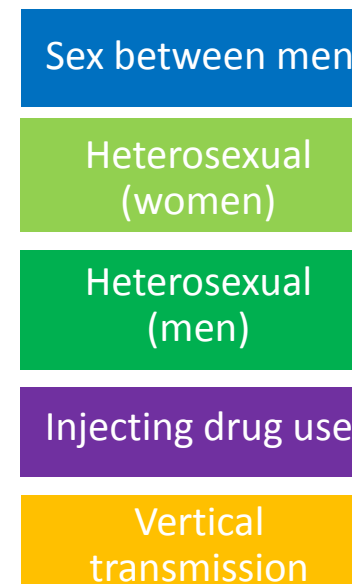 Sex between men
Heterosexual
(women)
Heterosexual
(men)
Injecting drug use
Vertical
transmission